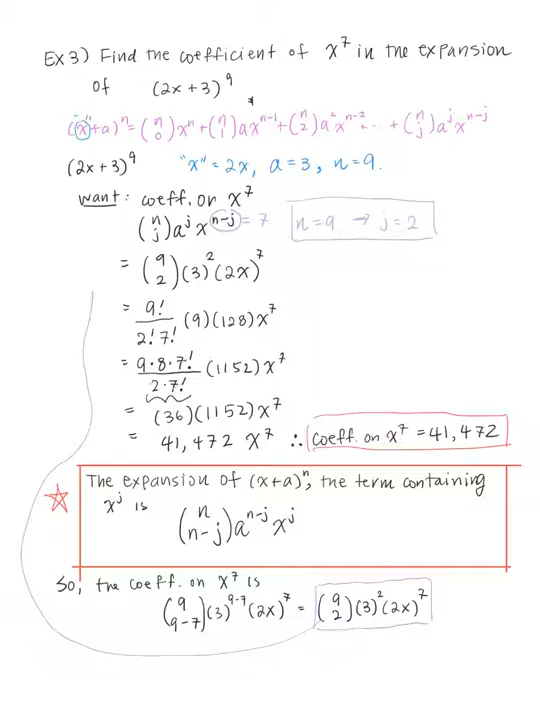 Ex 3) Find the coefficient of x^7 in the expansion
of (2x+3)^9
("x"+a)^n = (n 0) x^n + (n 1) a x^{n-1} + (n 2) a^2 x^{n-2} + ... + (n j) a^j x^{n-j}
(2x+3)^9 "x" = 2x, a = 3, n = 9.
want: coeff. on x^7
(n j) a^j x^{n-j} = 7 n=9 → j=2
= (9 2) (3)^2 (2x)^7
= 9!/(2! 7!) (9)(128) x^7
= (9·8·7!)/(2·7!) (1152) x^7
= (36)(1152) x^7
= 41,472 x^7 ∴ coeff. on x^7 = 41,472
The expansion of (x+a)^n, the term containing
x^j is
(n n-j) a^{n-j} x^j
So, the coeff. on x^7 is
(9 9-7) (3)^{9-7} (2x)^7 = (9 2) (3)^2 (2x)^7